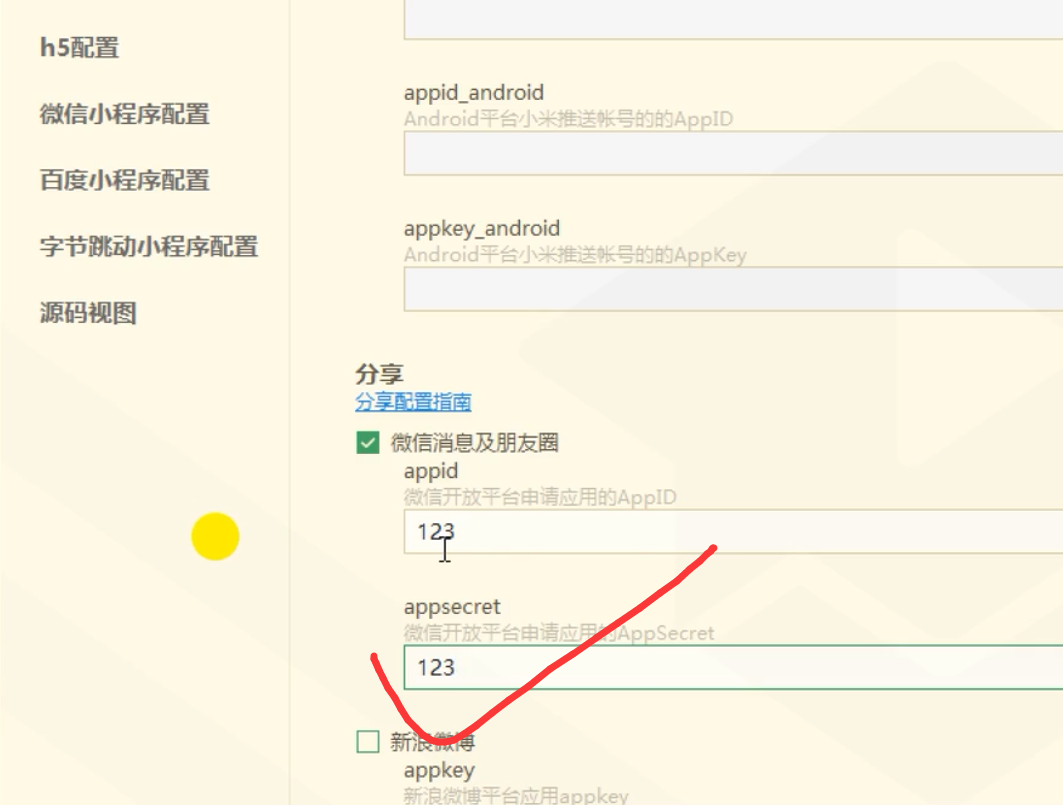 h5配置
微信小程序配置
百度小程序配置
字节跳动小程序配置
源码视图
appid_android
Android平台小米推送帐号的的AppID
appkey_android
Android平台小米推送帐号的的AppKey
分享
分享配置指南
微信消息及朋友圈
appid
微信开放平台申请应用的AppID
123
appsecret
微信开放平台申请应用的AppSecret
123
新浪微博
appkey
新浪微博平台应用appkey